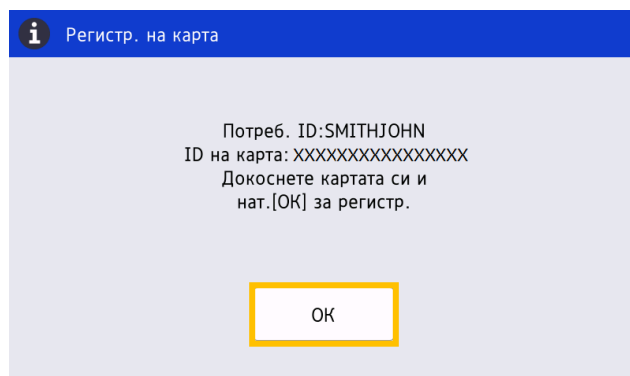 Регистр. на карта
Потреб. ID:SMITHJOHN
ID на карта: XXXXXXXXXXXXXXXX
Докоснете картата си и
нат.[OK] за регистр.
OK